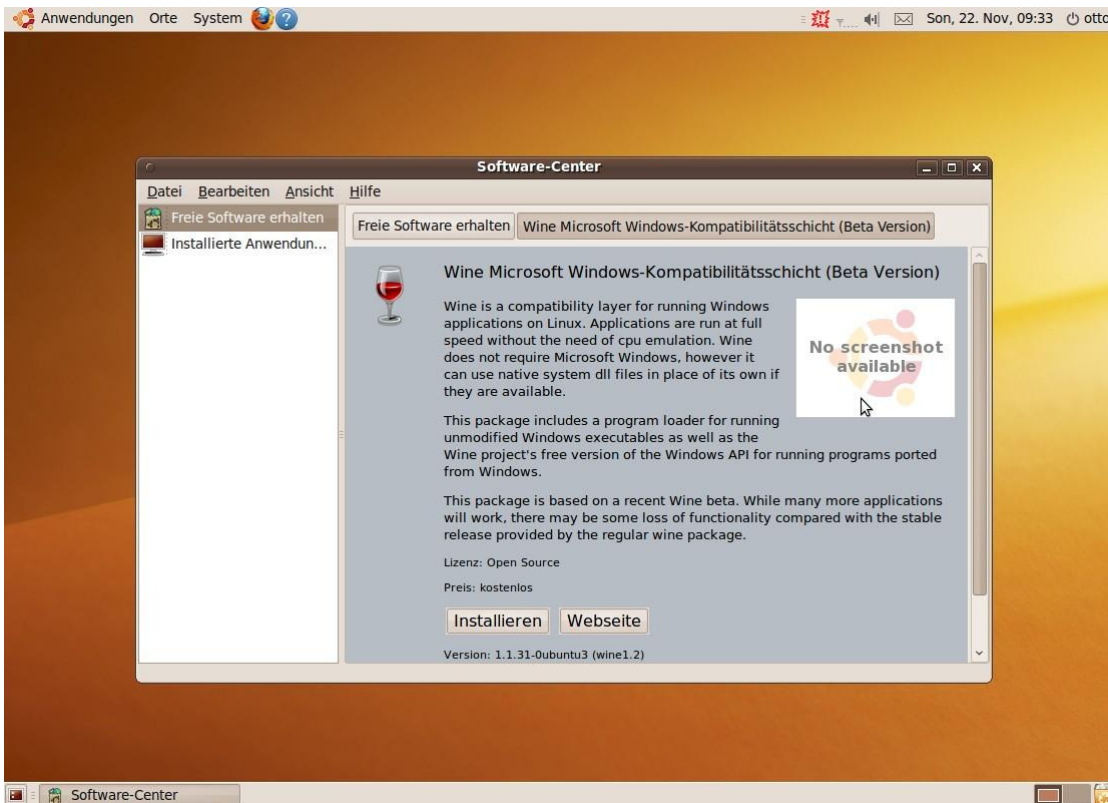 Anwendungen Orte System Son, 22. Nov, 09:33 otto
Software-Center
Datei Bearbeiten Ansicht Hilfe
Freie Software erhalten
Installierte Anwendun...
Freie Software erhalten Wine Microsoft Windows-Kompatibilitätsschicht (Beta Version)
Wine Microsoft Windows-Kompatibilitätsschicht (Beta Version)
Wine is a compatibility layer for running Windows
applications on Linux. Applications are run at full
speed without the need of cpu emulation. Wine
does not require Microsoft Windows, however it
can use native system dll files in place of its own if
they are available.
No screenshot
available
This package includes a program loader for running
unmodified Windows executables as well as the
Wine project's free version of the Windows API for running programs ported
from Windows.
This package is based on a recent Wine beta. While many more applications
will work, there may be some loss of functionality compared with the stable
release provided by the regular wine package.
Lizenz: Open Source
Preis: kostenlos
Installieren Webseite
Version: 1.1.31-0ubuntu3 (wine1.2)
Software-Center